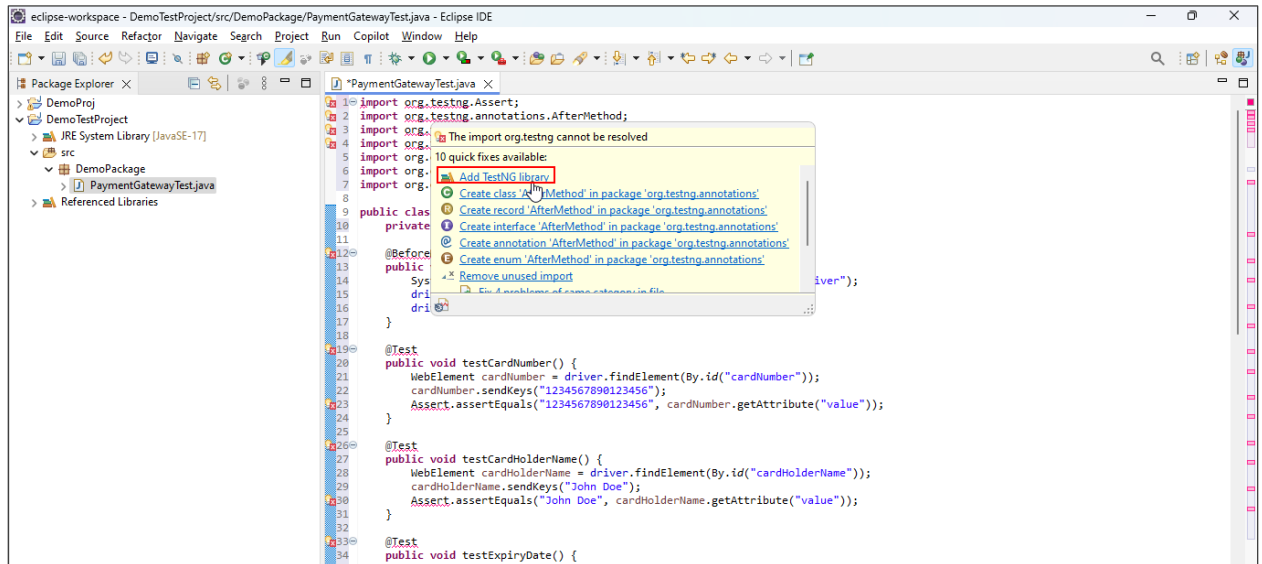 eclipse-workspace - DemoTestProject/src/DemoPackage/PaymentGatewayTest.java - Eclipse IDE
File Edit Source Refactor Navigate Search Project Run Copilot Window Help
Package Explorer
*PaymentGatewayTest.java
DemoProj
DemoTestProject
JRE System Library [JavaSE-17]
src
DemoPackage
PaymentGatewayTest.java
Referenced Libraries
1 import org.testng.Assert;
2 import org.testng.annotations.AfterMethod;
3 import org.
4 import org.
5 import org.
6 import org.
7 import org.
8
9 public clas
10 private
11
12 @Before
13 public
14 Sys iver");
15 dri
16 dri
17 }
18
19 @Test
20 public void testCardNumber() {
21 WebElement cardNumber = driver.findElement(By.id("cardNumber"));
22 cardNumber.sendKeys("1234567890123456");
23 Assert.assertEquals("1234567890123456", cardNumber.getAttribute("value"));
24 }
25
26 @Test
27 public void testCardHolderName() {
28 WebElement cardHolderName = driver.findElement(By.id("cardHolderName"));
29 cardHolderName.sendKeys("John Doe");
30 Assert.assertEquals("John Doe", cardHolderName.getAttribute("value"));
31 }
32
33 @Test
34 public void testExpiryDate() {
The import org.testng cannot be resolved
10 quick fixes available:
Add TestNG library
Create class 'AfterMethod' in package 'org.testng.annotations'
Create record 'AfterMethod' in package 'org.testng.annotations'
Create interface 'AfterMethod' in package 'org.testng.annotations'
Create annotation 'AfterMethod' in package 'org.testng.annotations'
Create enum 'AfterMethod' in package 'org.testng.annotations'
Remove unused import
Fix 4 problems of same category in file